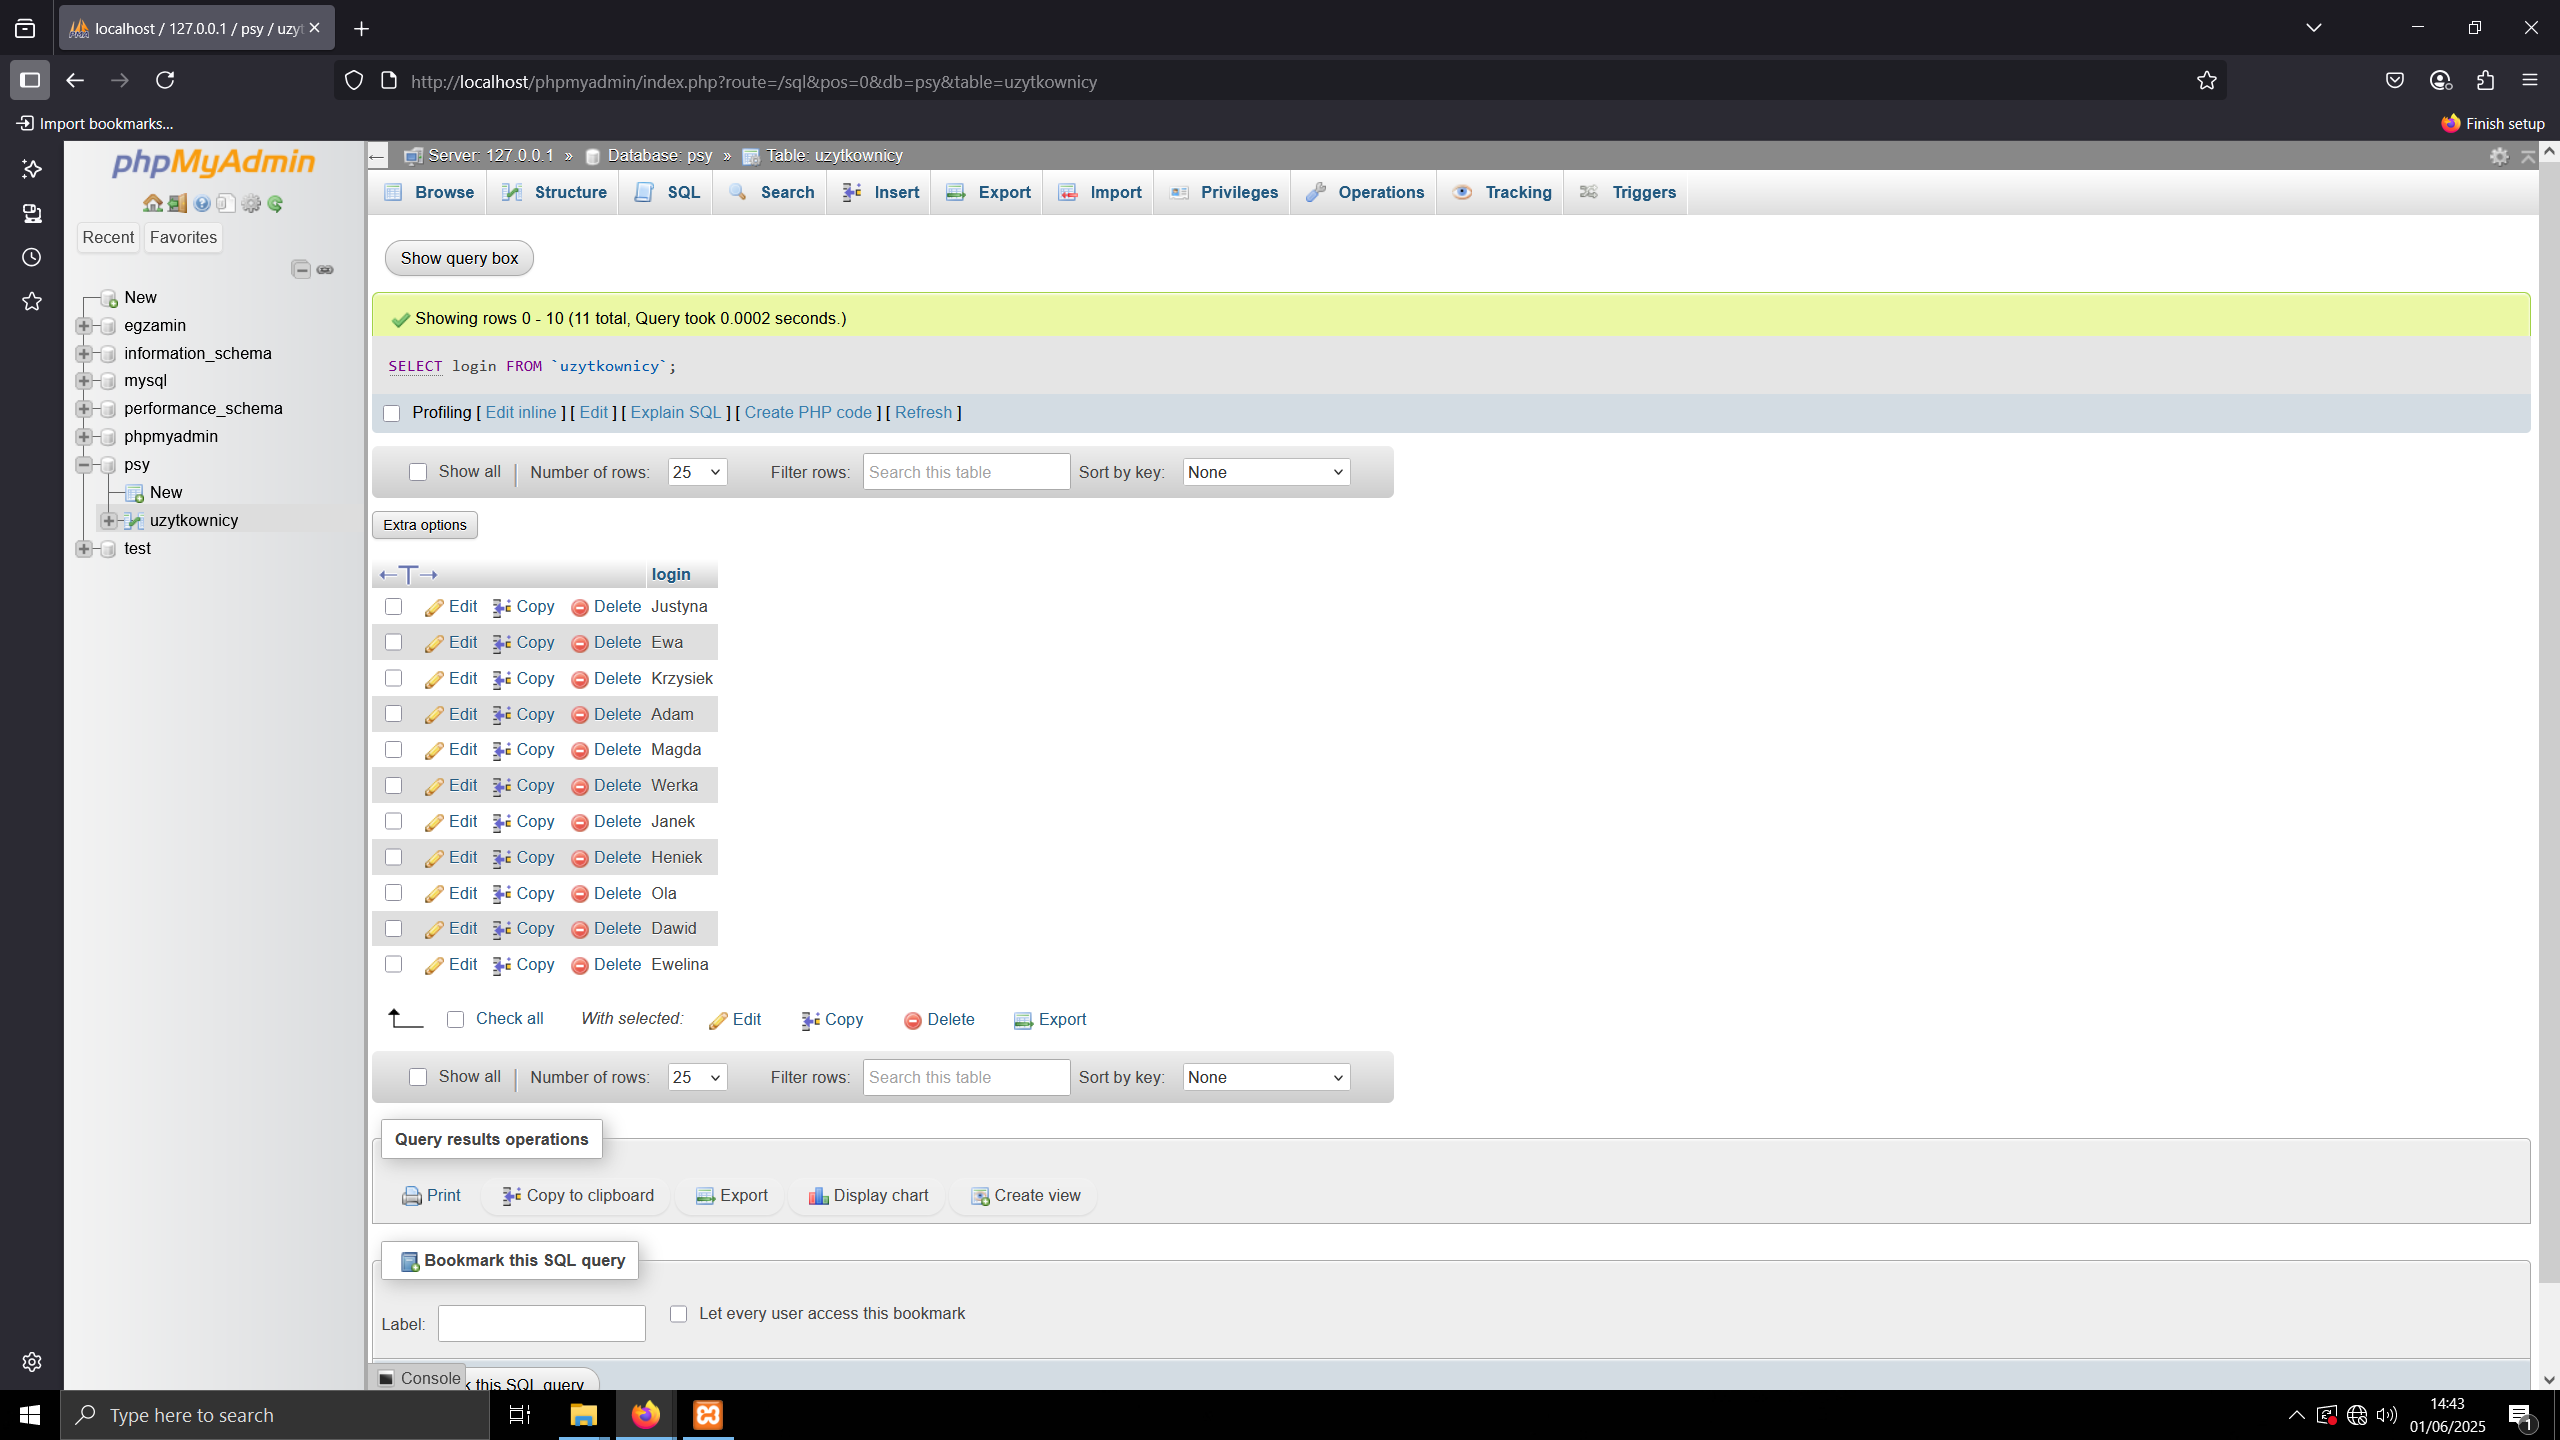 localhost / 127.0.0.1 / psy / uzyt
http://localhost/phpmyadmin/index.php?route=/sql&pos=0&db=psy&table=uzytkownicy
Import bookmarks...
Finish setup
phpMyAdmin
Recent Favorites
New
egzamin
information_schema
mysql
performance_schema
phpmyadmin
psy
New
uzytkownicy
test
Server: 127.0.0.1 » Database: psy » Table: uzytkownicy
Browse Structure SQL Search Insert Export Import Privileges Operations Tracking Triggers
Show query box
Showing rows 0 - 10 (11 total, Query took 0.0002 seconds.)
SELECT login FROM `uzytkownicy`;
Profiling [ Edit inline ] [ Edit ] [ Explain SQL ] [ Create PHP code ] [ Refresh ]
Show all | Number of rows: 25 Filter rows: Search this table Sort by key: None
Extra options
login
Edit Copy Delete Justyna
Edit Copy Delete Ewa
Edit Copy Delete Krzysiek
Edit Copy Delete Adam
Edit Copy Delete Magda
Edit Copy Delete Werka
Edit Copy Delete Janek
Edit Copy Delete Heniek
Edit Copy Delete Ola
Edit Copy Delete Dawid
Edit Copy Delete Ewelina
Check all With selected: Edit Copy Delete Export
Show all | Number of rows: 25 Filter rows: Search this table Sort by key: None
Query results operations
Print Copy to clipboard Export Display chart Create view
Bookmark this SQL query
Label: Let every user access this bookmark
Console k this SQL query
Type here to search
14:43
01/06/2025
1